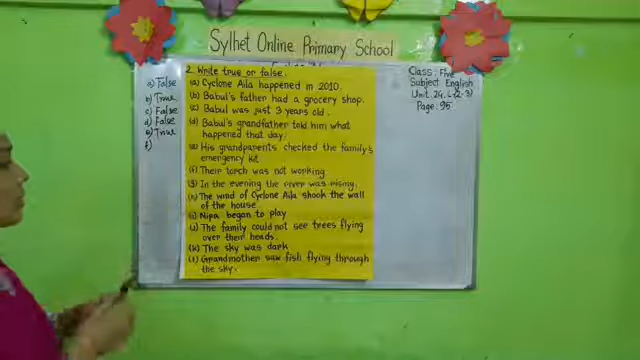 Sylhet Online Primary School
a) False
b) True
c) False
d) False
e) True
f)
2. Write true or false.
(a) Cyclone Aila happened in 2010.
(b) Babul's father had a grocery shop.
(c) Babul was just 3 years old.
(d) Babul's grandfather told him what
happened that day.
(e) His grandparents checked the family's
emergency kit
(f) Their torch was not working
(g) In the evening the river was rising.
(h) The wind of Cyclone Aila shook the wall
of the house.
(i) Nipa began to play
(j) The family could not see trees flying
over their heads.
(k) The sky was dark
(l) Grandmother saw fish flying through
the sky.
Class: Five
Subject English
Unit 24, L(2-3)
Page: 95